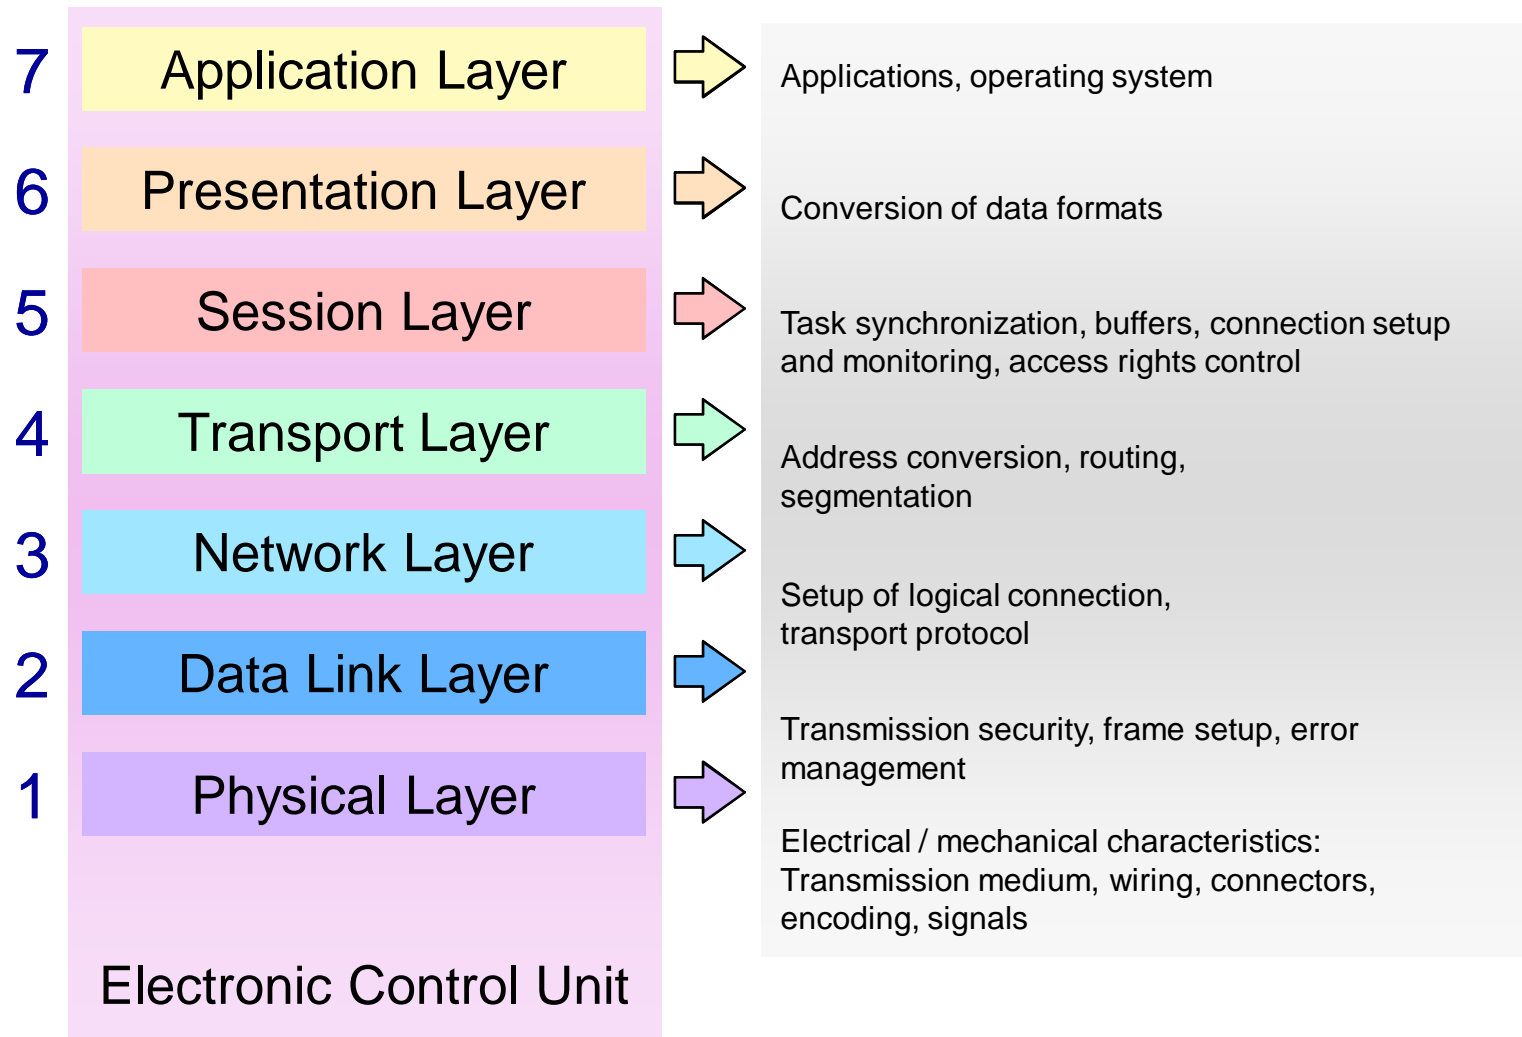 7 Application Layer
Applications, operating system
6 Presentation Layer
Conversion of data formats
5 Session Layer
Task synchronization, buffers, connection setup
and monitoring, access rights control
4 Transport Layer
Address conversion, routing,
segmentation
3 Network Layer
Setup of logical connection,
transport protocol
2 Data Link Layer
Transmission security, frame setup, error
management
1 Physical Layer
Electrical / mechanical characteristics:
Transmission medium, wiring, connectors,
encoding, signals
Electronic Control Unit